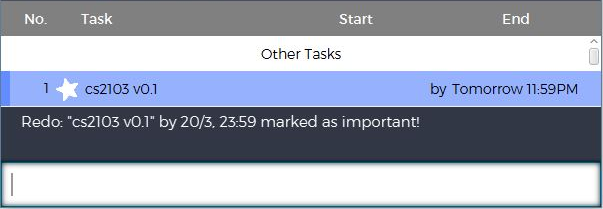 No. Task Start End
Other Tasks
1 cs2103 v0.1 by Tomorrow 11:59PM
Redo: "cs2103 v0.1" by 20/3, 23:59 marked as important!